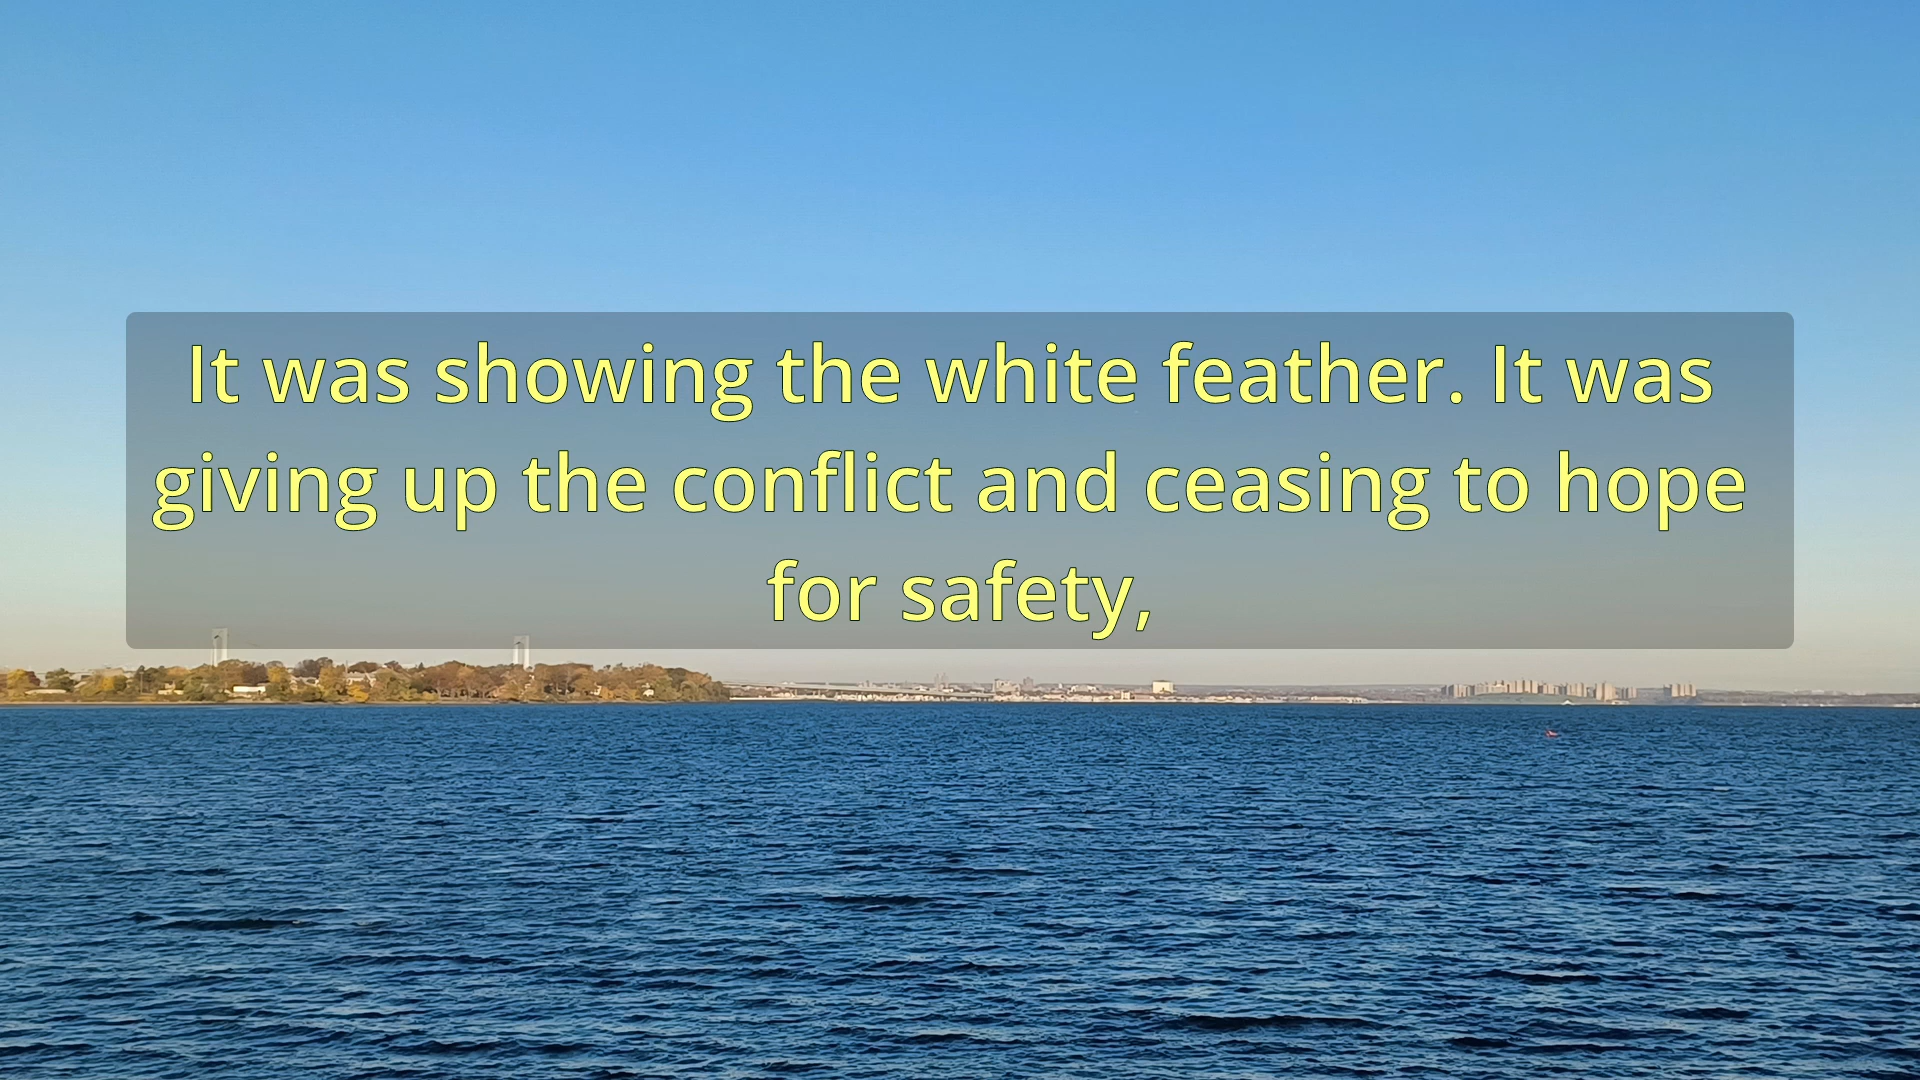 It was showing the white feather. It was
giving up the conflict and ceasing to hope
for safety,